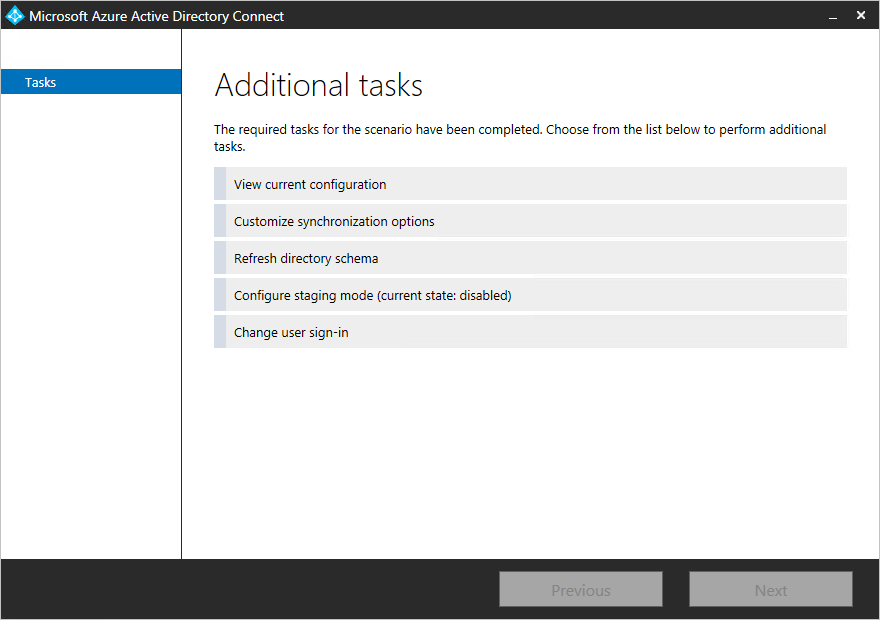 Microsoft Azure Active Directory Connect
Tasks
Additional tasks
The required tasks for the scenario have been completed. Choose from the list below to perform additional
tasks.
View current configuration
Customize synchronization options
Refresh directory schema
Configure staging mode (current state: disabled)
Change user sign-in
Previous
Next